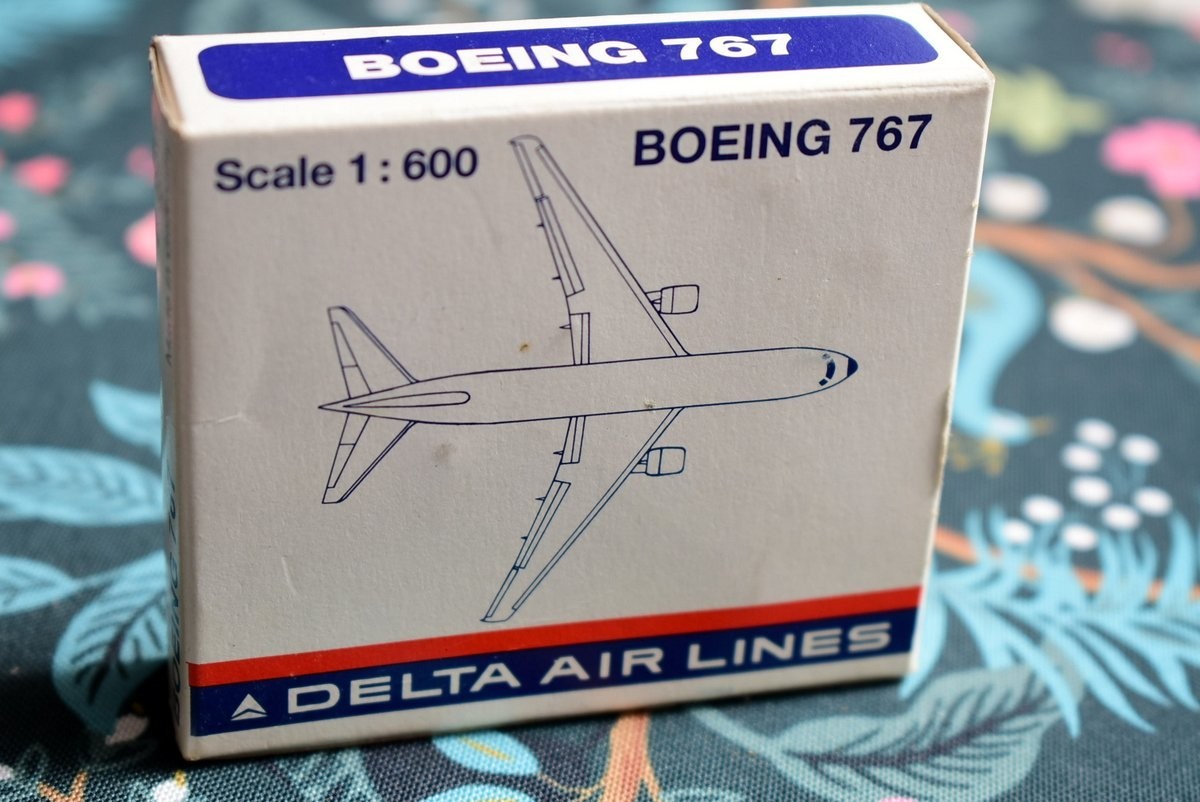 BOEING 767
Scale 1 : 600
BOEING 767
DELTA AIR LINES